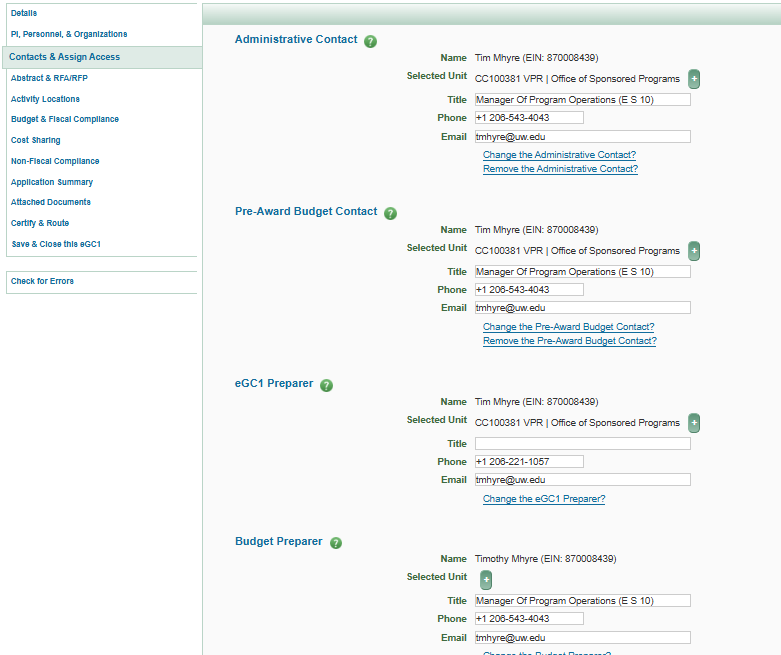 Details
PI, Personnel, & Organizations
Contacts & Assign Access
Abstract & RFA/RFP
Activity Locations
Budget & Fiscal Compliance
Cost Sharing
Non-Fiscal Compliance
Application Summary
Attached Documents
Certify & Route
Save & Close this eGC1
Check for Errors
Administrative Contact ?
Name Tim Mhyre (EIN: 870008439)
Selected Unit CC100381 VPR | Office of Sponsored Programs +
Title Manager Of Program Operations (E S 10)
Phone +1 206-543-4043
Email tmhyre@uw.edu
Change the Administrative Contact?
Remove the Administrative Contact?
Pre-Award Budget Contact ?
Name Tim Mhyre (EIN: 870008439)
Selected Unit CC100381 VPR | Office of Sponsored Programs +
Title Manager Of Program Operations (E S 10)
Phone +1 206-543-4043
Email tmhyre@uw.edu
Change the Pre-Award Budget Contact?
Remove the Pre-Award Budget Contact?
eGC1 Preparer ?
Name Tim Mhyre (EIN: 870008439)
Selected Unit CC100381 VPR | Office of Sponsored Programs +
Title
Phone +1 206-221-1057
Email tmhyre@uw.edu
Change the eGC1 Preparer?
Budget Preparer ?
Name Timothy Mhyre (EIN: 870008439)
Selected Unit +
Title Manager Of Program Operations (E S 10)
Phone +1 206-543-4043
Email tmhyre@uw.edu
Change the Budget Preparer?